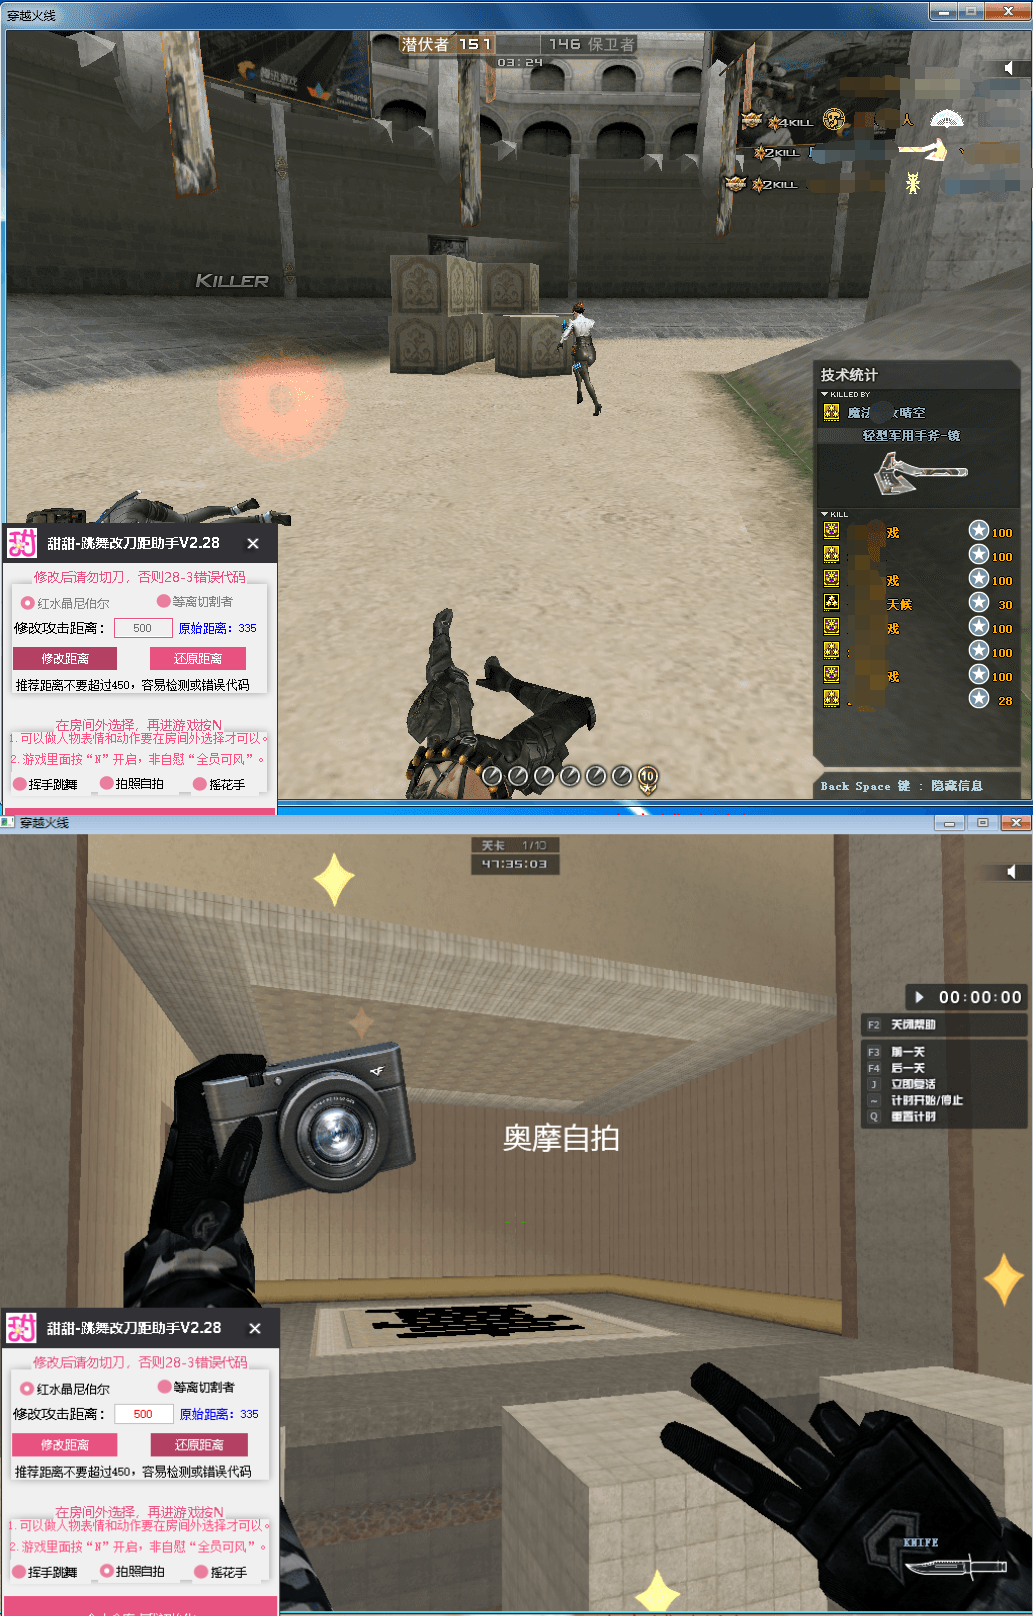 穿越火线
潜伏者 151
146 保卫者
03:24
腾讯游戏
Smilegate
Entertainment
4KILL
人
2KILL
2KILL
KILLER
技术统计
KILLED BY
晴空
轻型军用手斧-镜
KILL
戏 100
100
戏 100
天候 30
戏 100
100
戏 100
28
Back Space 键 : 隐藏信息
10
甜甜-跳舞改刀距助手V2.28
修改后请勿切刀，否则28-3错误代码
红水晶尼伯尔
等离切割者
修改攻击距离：
500
原始距离：335
修改距离
还原距离
推荐距离不要超过450，容易检测或错误代码
在房间外选择，再进游戏按N
1.可以做人物表情和动作要在房间外选择才可以。
2.游戏里面按“N”开启，非自慰“全员可风”。
挥手跳舞
拍照自拍
摇花手
穿越火线
关卡 1/10
47:35:03
00:00:00
F2 关闭帮助
F3 前一关
F4 后一关
J 立即复活
~ 计时开始/停止
Q 重置计时
奥摩自拍
甜甜-跳舞改刀距助手V2.28
修改后请勿切刀，否则28-3错误代码
红水晶尼伯尔
等离切割者
修改攻击距离：
500
原始距离：335
修改距离
还原距离
推荐距离不要超过450，容易检测或错误代码
在房间外选择，再进游戏按N
1.可以做人物表情和动作要在房间外选择才可以。
2.游戏里面按“N”开启，非自慰“全员可风”。
挥手跳舞
拍照自拍
摇花手
KNIFE